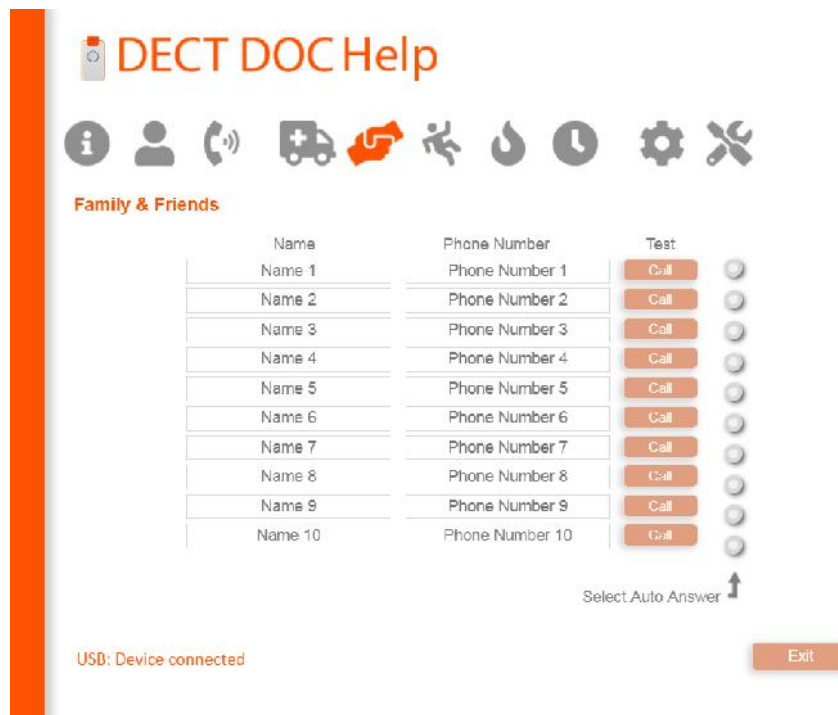 DECT DOC Help
Family & Friends
Name Phone Number Test
Name 1 Phone Number 1 Call
Name 2 Phone Number 2 Call
Name 3 Phone Number 3 Call
Name 4 Phone Number 4 Call
Name 5 Phone Number 5 Call
Name 6 Phone Number 6 Call
Name 7 Phone Number 7 Call
Name 8 Phone Number 8 Call
Name 9 Phone Number 9 Call
Name 10 Phone Number 10 Call
Select Auto Answer
USB: Device connected
Exit